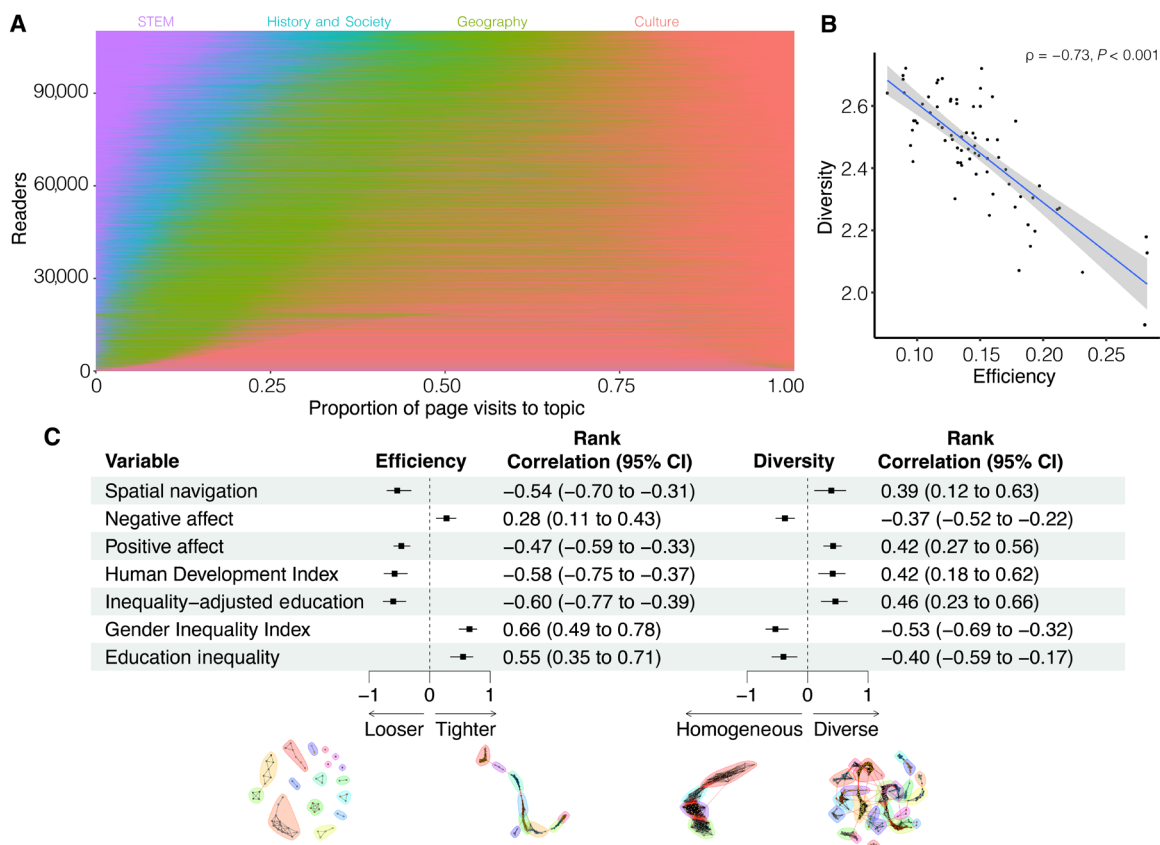 A
STEM History and Society Geography Culture
90,000
60,000
30,000
0
Readers
0 0.25 0.50 0.75 1.00
Proportion of page visits to topic
B
ρ = −0.73, P < 0.001
2.6
2.4
2.2
2.0
Diversity
0.10 0.15 0.20 0.25
Efficiency
C
Variable Efficiency Rank Correlation (95% CI) Diversity Rank Correlation (95% CI)
Spatial navigation −0.54 (−0.70 to −0.31) 0.39 (0.12 to 0.63)
Negative affect 0.28 (0.11 to 0.43) −0.37 (−0.52 to −0.22)
Positive affect −0.47 (−0.59 to −0.33) 0.42 (0.27 to 0.56)
Human Development Index −0.58 (−0.75 to −0.37) 0.42 (0.18 to 0.62)
Inequality−adjusted education −0.60 (−0.77 to −0.39) 0.46 (0.23 to 0.66)
Gender Inequality Index 0.66 (0.49 to 0.78) −0.53 (−0.69 to −0.32)
Education inequality 0.55 (0.35 to 0.71) −0.40 (−0.59 to −0.17)
−1 0 1 −1 0 1
Looser Tighter Homogeneous Diverse